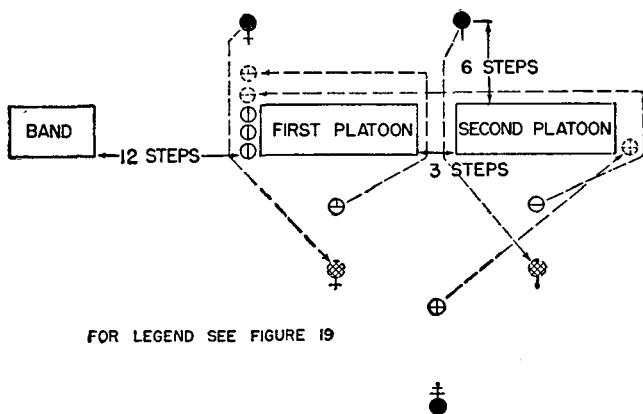 6 STEPS
BAND
FIRST PLATOON
SECOND PLATOON
12 STEPS
3 STEPS
FOR LEGEND SEE FIGURE 19